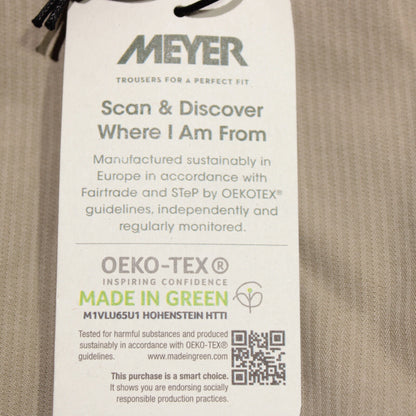 MEYER
TROUSERS FOR A PERFECT FIT
Scan & Discover
Where I Am From
Manufactured sustainably in
Europe in accordance with
Fairtrade and STeP by OEKOTEX®
guidelines, independently and
regularly monitored.
OEKO-TEX®
INSPIRING CONFIDENCE
MADE IN GREEN
M1VLU65U1 HOHENSTEIN HTTI
Tested for harmful substances and produced
sustainably in accordance with OEKO-TEX®
guidelines. www.madeingreen.com
This purchase is a smart choice.
It shows you are endorsing socially
responsible production practices.